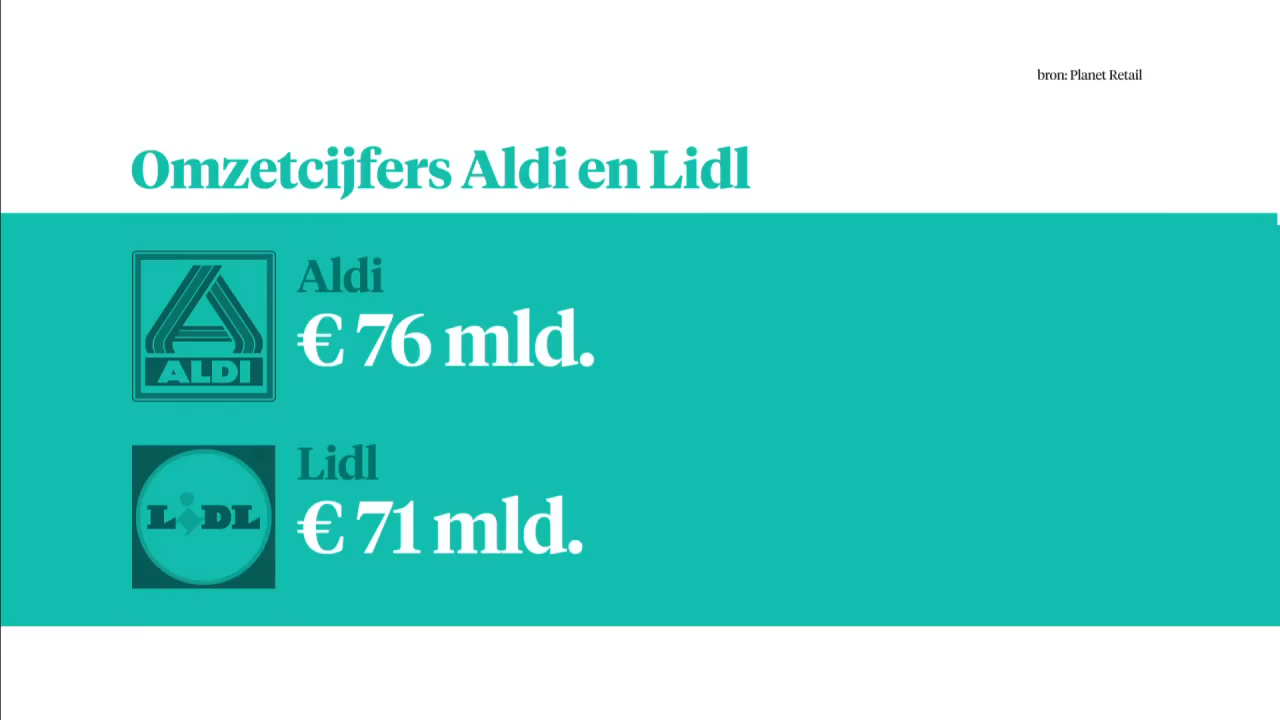 bron: Planet Retail
Omzetcijfers Aldi en Lidl
Aldi
€ 76 mld.
ALDI
Lidl
€ 71 mld.
LIDL